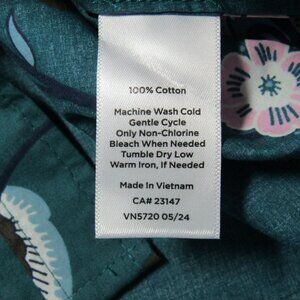 100% Cotton
Machine Wash Cold
Gentle Cycle
Only Non-Chlorine
Bleach When Needed
Tumble Dry Low
Warm Iron, If Needed
Made In Vietnam
CA# 23147
VN5720 05/24